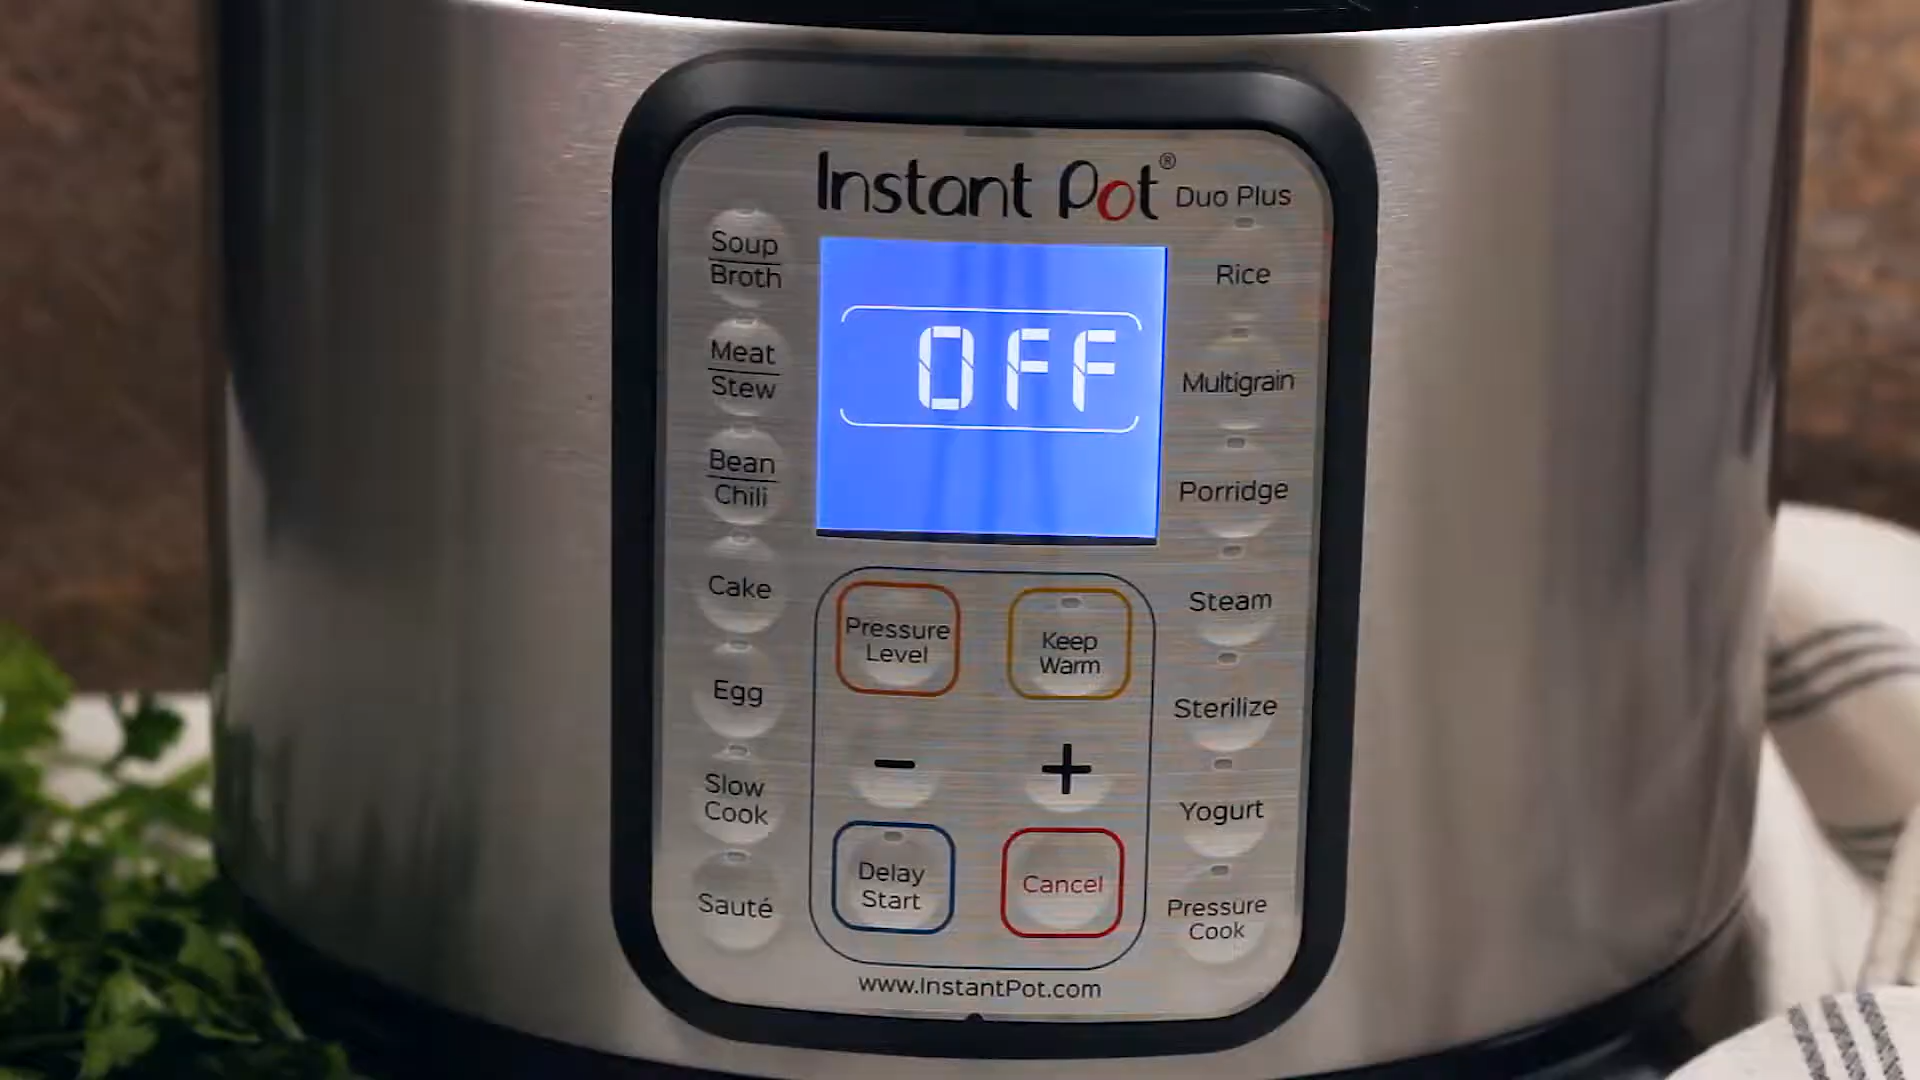 Instant Pot® Duo Plus
Soup
Broth
Meat
Stew
Bean
Chili
Cake
Egg
Slow
Cook
Sauté
OFF
Pressure
Level
Keep
Warm
-
+
Delay
Start
Cancel
Rice
Multigrain
Porridge
Steam
Sterilize
Yogurt
Pressure
Cook
www.InstantPot.com